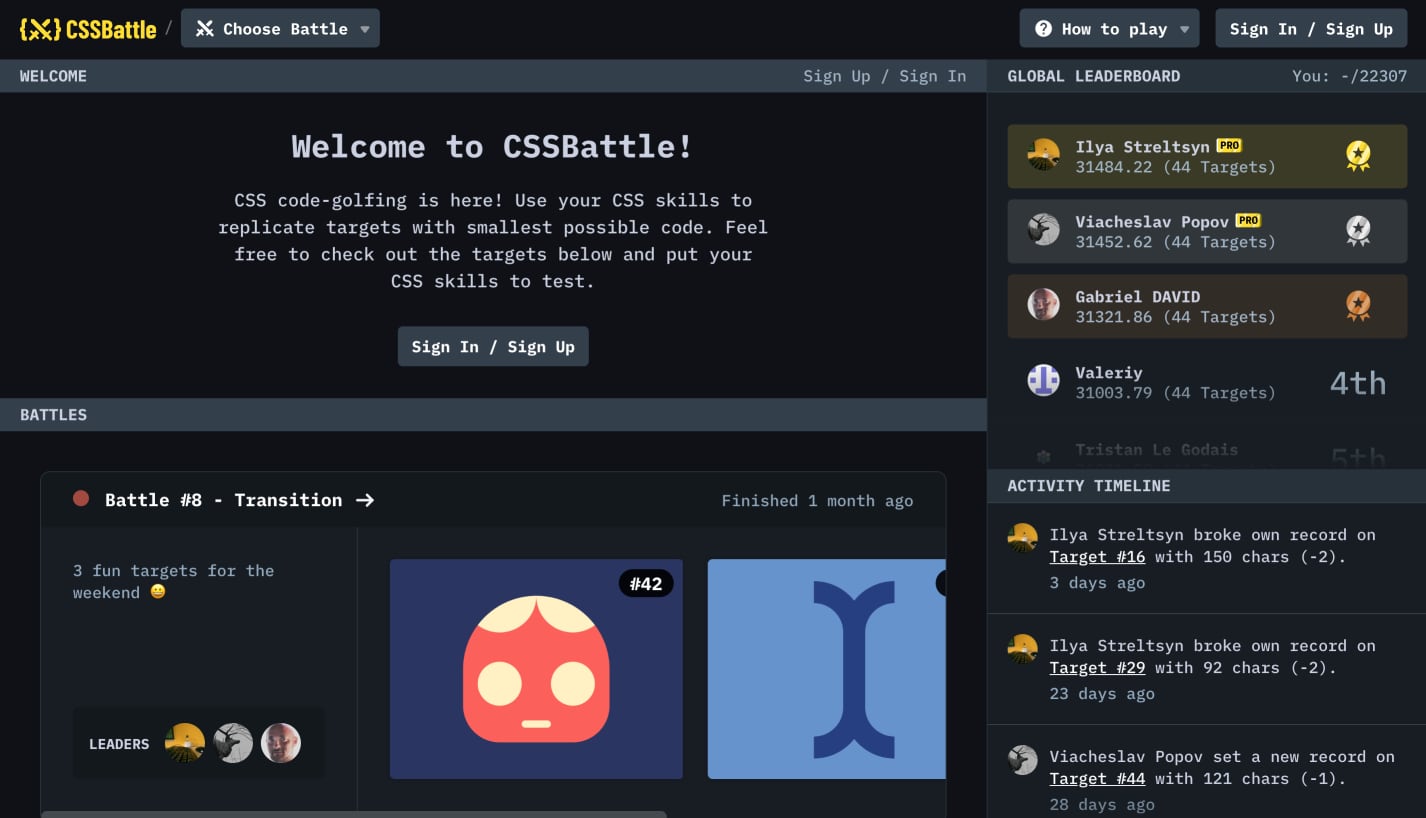 CSSBattle / Choose Battle
How to play
Sign In / Sign Up
WELCOME
Sign Up / Sign In
Welcome to CSSBattle!
CSS code-golfing is here! Use your CSS skills to
replicate targets with smallest possible code. Feel
free to check out the targets below and put your
CSS skills to test.
Sign In / Sign Up
BATTLES
Battle #8 - Transition →
Finished 1 month ago
3 fun targets for the
weekend 😀
LEADERS
#42
GLOBAL LEADERBOARD
You: -/22307
Ilya Streltsyn PRO
31484.22 (44 Targets)
Viacheslav Popov PRO
31452.62 (44 Targets)
Gabriel DAVID
31321.86 (44 Targets)
Valeriy
31003.79 (44 Targets)
4th
Tristan Le Godais
5th
ACTIVITY TIMELINE
Ilya Streltsyn broke own record on
Target #16 with 150 chars (-2).
3 days ago
Ilya Streltsyn broke own record on
Target #29 with 92 chars (-2).
23 days ago
Viacheslav Popov set a new record on
Target #44 with 121 chars (-1).
28 days ago